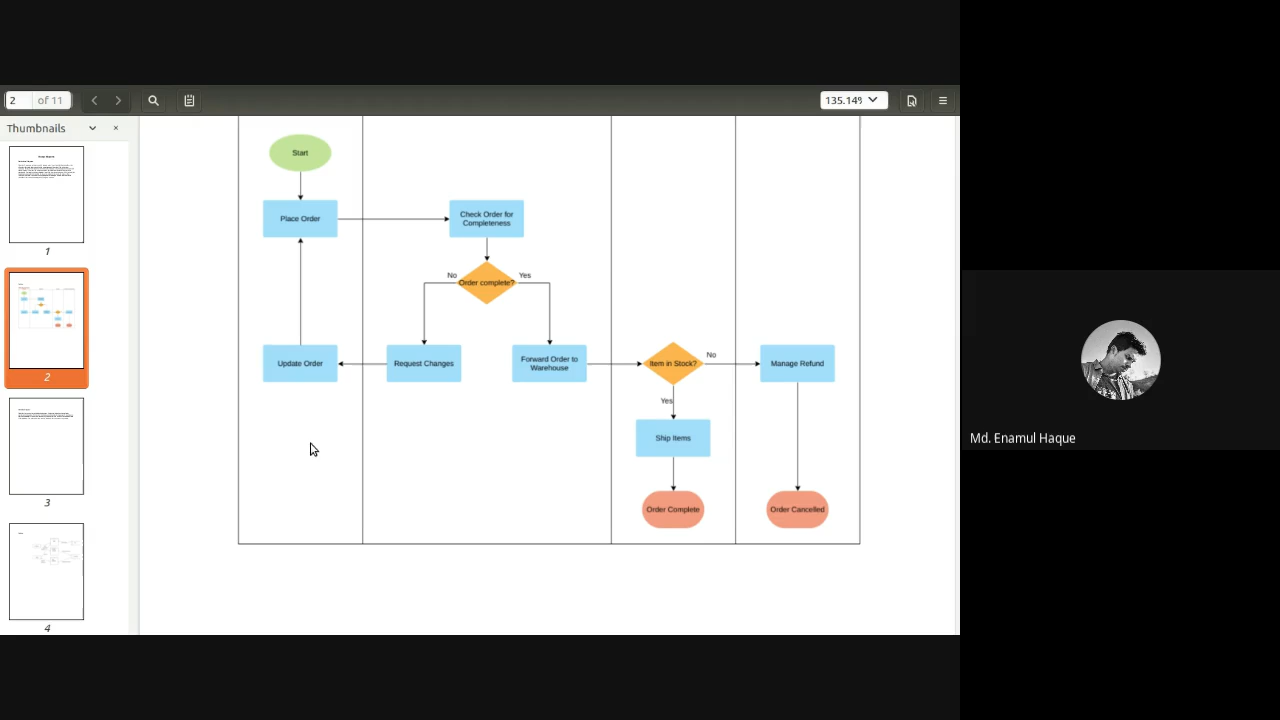 2 of 11
135.14%
Thumbnails
Start
Place Order
Check Order for
Completeness
No
Order complete?
Yes
Update Order
Request Changes
Forward Order to
Warehouse
Item in Stock?
No
Manage Refund
Yes
Ship Items
Order Complete
Order Cancelled
1
2
3
4
Md. Enamul Haque